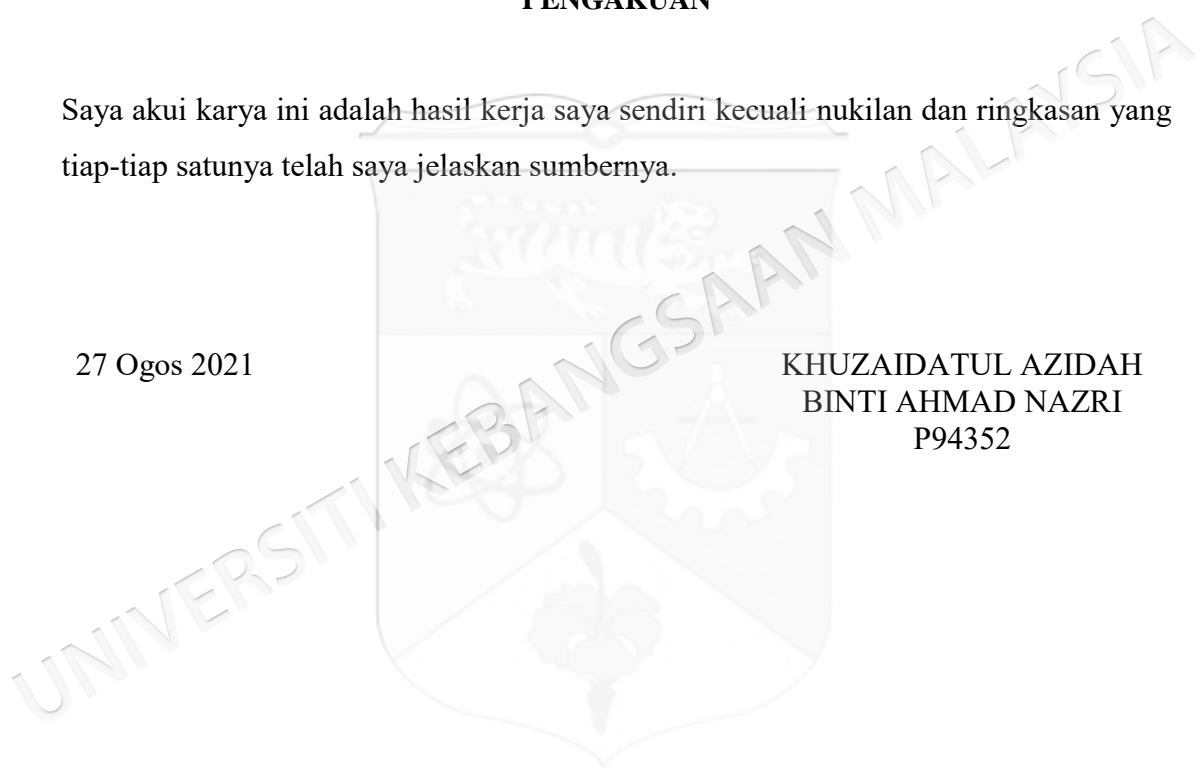 PENGAKUAN
Saya akui karya ini adalah hasil kerja saya sendiri kecuali nukilan dan ringkasan yang
tiap-tiap satunya telah saya jelaskan sumbernya.
27 Ogos 2021
KHUZAIDATUL AZIDAH
BINTI AHMAD NAZRI
P94352
UNIVERSITI KEBANGSAAN MALAYSIA